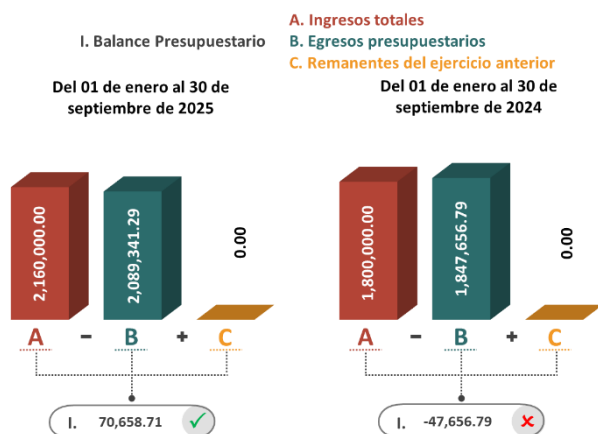 A. Ingresos totales
I. Balance Presupuestario
B. Egresos presupuestarios
C. Remanentes del ejercicio anterior
Del 01 de enero al 30 de
septiembre de 2025
Del 01 de enero al 30 de
septiembre de 2024
2,160,000.00
2,089,341.29
0.00
1,800,000.00
1,847,656.79
0.00
A – B + C
A – B + C
I. 70,658.71 ✓
I. -47,656.79 ✘